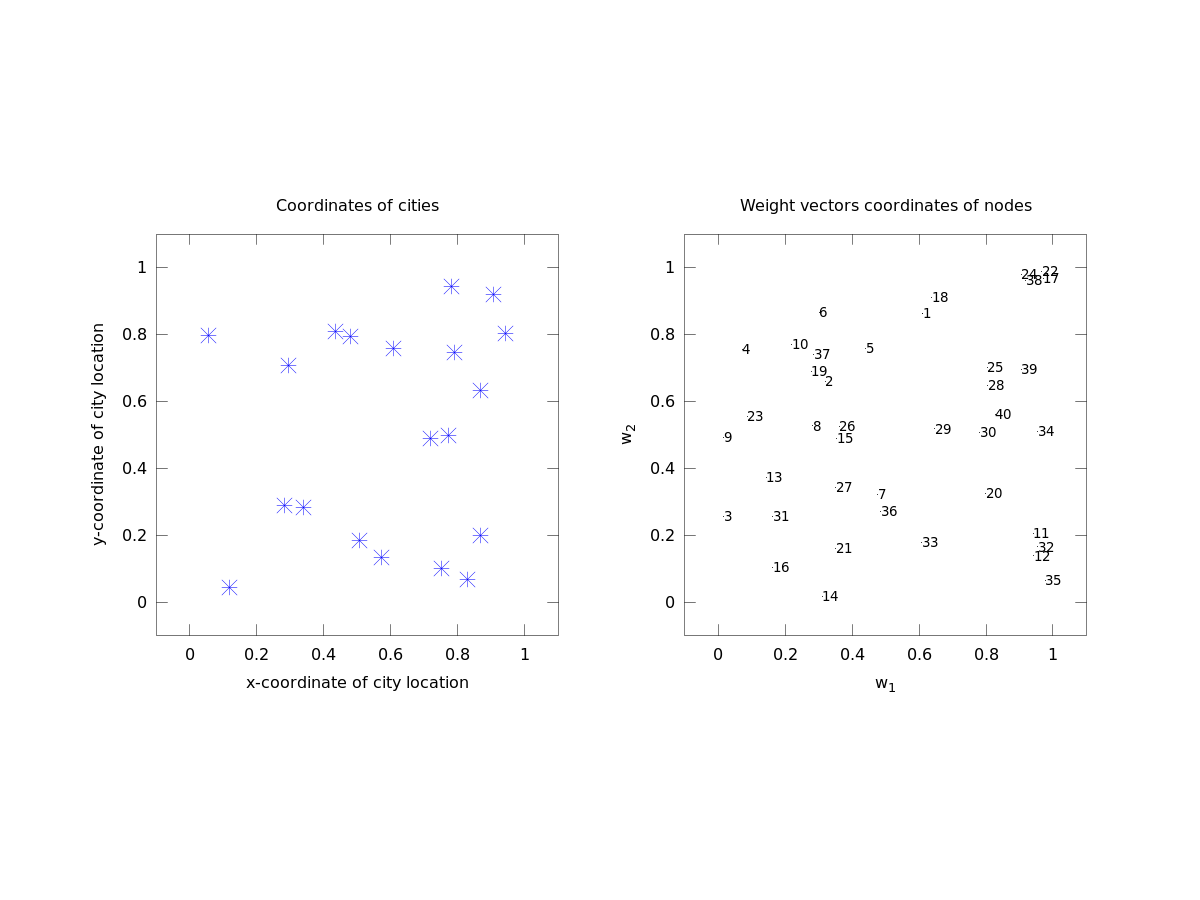 Coordinates of cities
1
0.8
0.6
0.4
0.2
0
0 0.2 0.4 0.6 0.8 1
x-coordinate of city location
y-coordinate of city location
Weight vectors coordinates of nodes
1
0.8
0.6
0.4
0.2
0
0 0.2 0.4 0.6 0.8 1
w1
w2
22
24
38 17
18
6 1
10 5
4 37
19 25 39
2 28
23 40
8 26 29 30 34
9 15
13
27 7 20
3 31 36
11
21 33 32
12
16 35
14